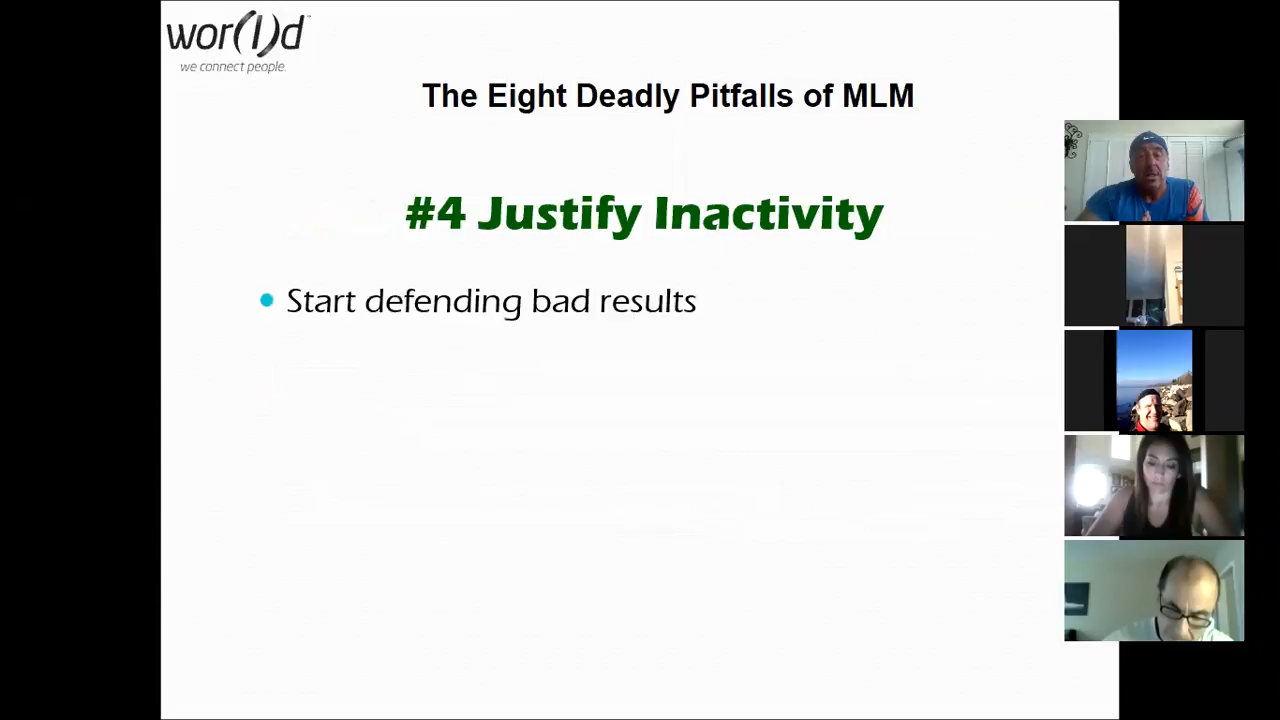 wor(l)d
we connect people.
The Eight Deadly Pitfalls of MLM
#4 Justify Inactivity
Start defending bad results